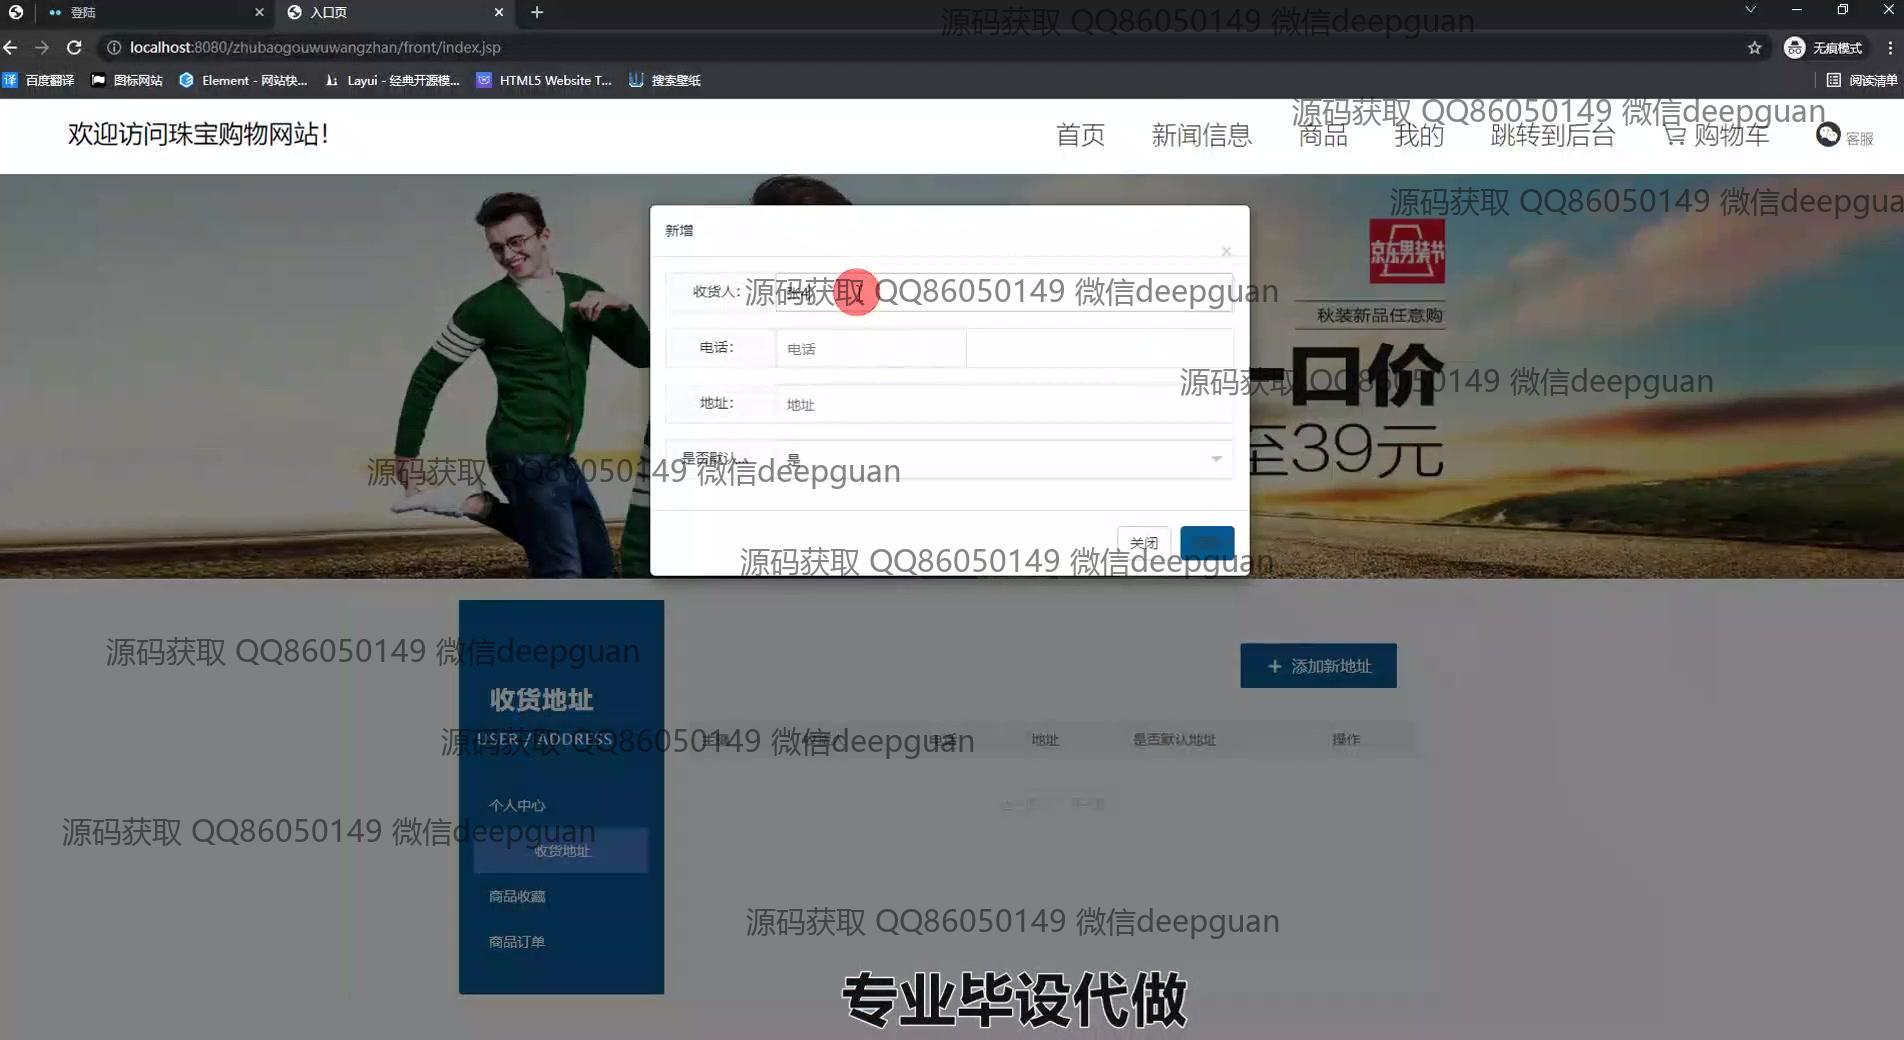 登陆
入口页
localhost:8080/zhubaogouwuwangzhan/front/index.jsp
无痕模式
百度翻译
图标网站
Element - 网站快...
Layui - 经典开源模...
HTML5 Website T...
搜索壁纸
阅读清单
源码获取 QQ86050149 微信deepguan
源码获取 QQ86050149 微信deepguan
欢迎访问珠宝购物网站!
首页
新闻信息
商品
我的
跳转到后台
购物车
客服
源码获取 QQ86050149 微信deepgua
京东男装节
秋装新品任意购
一口价
至39元
新增
收货人:
源码获取 QQ86050149 微信deepguan
电话:
电话
源码获取 QQ86050149 微信deepguan
地址:
地址
是否默认...
是
源码获取 QQ86050149 微信deepguan
关闭
源码获取 QQ86050149 微信deepguan
源码获取 QQ86050149 微信deepguan
添加新地址
收货地址
USER / ADDRESS
源码获取 QQ86050149 微信deepguan
电话
地址
是否默认地址
操作
个人中心
源码获取 QQ86050149 微信deepguan
收货地址
商品收藏
源码获取 QQ86050149 微信deepguan
商品订单
专业毕设代做